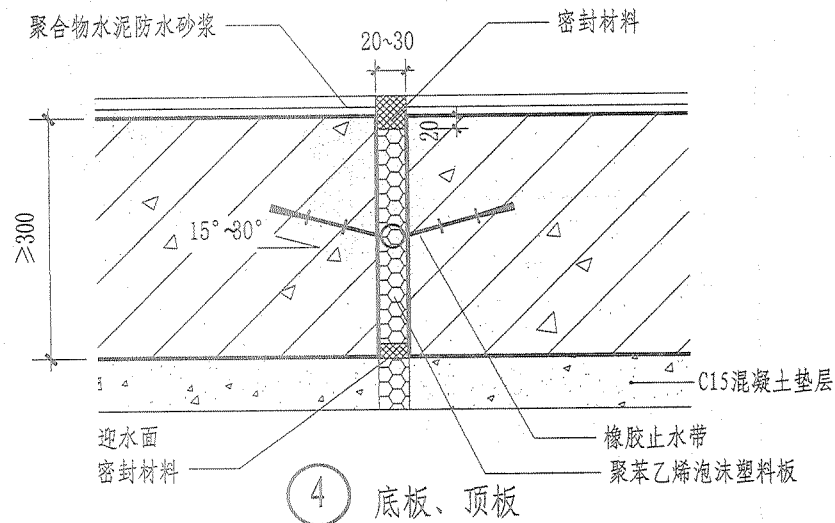 聚合物水泥防水砂浆
20~30
密封材料
20
≥300
15°~30°
C15混凝土垫层
迎水面
密封材料
橡胶止水带
聚苯乙烯泡沫塑料板
4 底板、顶板